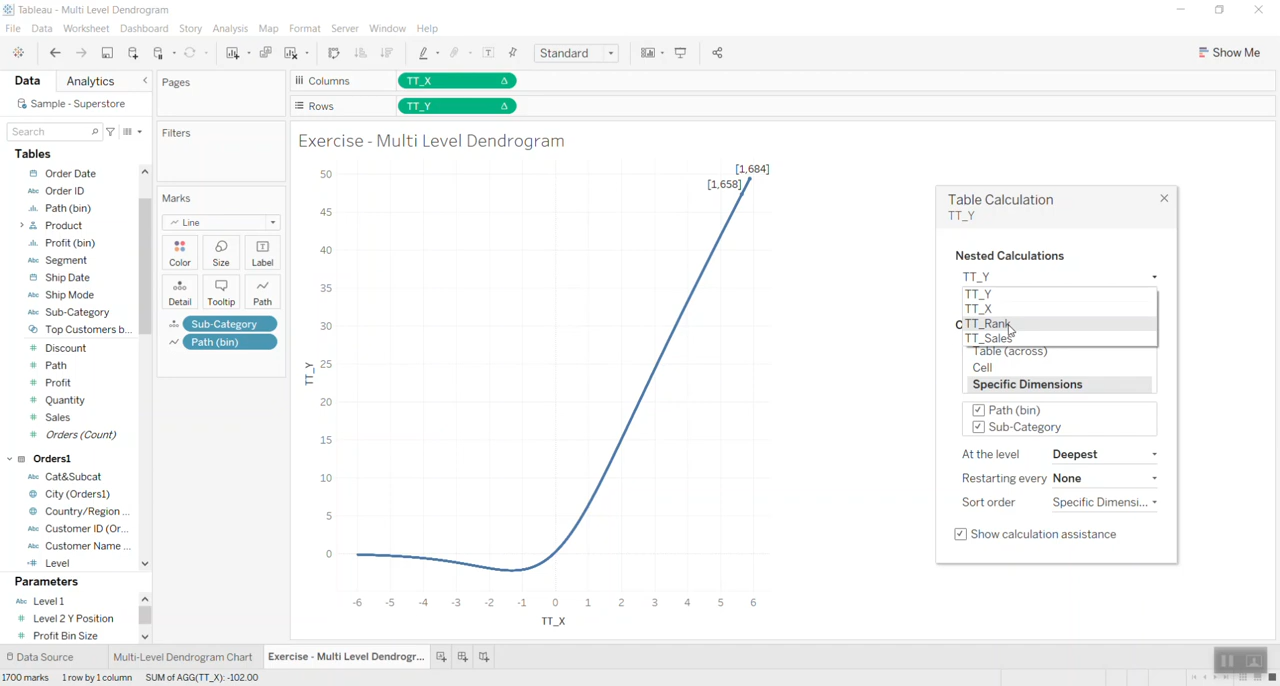 Tableau - Multi Level Dendrogram
File Data Worksheet Dashboard Story Analysis Map Format Server Window Help
Standard
Show Me
Data Analytics
Sample - Superstore
Search
Tables
Order Date
Abc Order ID
Path (bin)
Product
Profit (bin)
Abc Segment
Ship Date
Abc Ship Mode
Abc Sub-Category
Top Customers b...
# Discount
# Path
# Profit
# Quantity
# Sales
# Orders (Count)
Orders1
Abc Cat&Subcat
City (Orders1)
Country/Region ...
Abc Customer ID (Or...
Abc Customer Name ...
# Level
Parameters
Abc Level 1
# Level 2 Y Position
# Profit Bin Size
Pages
Filters
Marks
Line
Color Size Label
Detail Tooltip Path
Sub-Category
Path (bin)
Columns TT_X Δ
Rows TT_Y Δ
Exercise - Multi Level Dendrogram
[1,684]
[1,658]
50
45
40
35
30
25
20
15
10
5
0
TT_Y
-6 -5 -4 -3 -2 -1 0 1 2 3 4 5 6
TT_X
Table Calculation
TT_Y
Nested Calculations
TT_Y
TT_Y
TT_X
TT_Rank
TT_Sales
Table (across)
Cell
Specific Dimensions
Path (bin)
Sub-Category
At the level Deepest
Restarting every None
Sort order Specific Dimensi...
Show calculation assistance
Data Source Multi-Level Dendrogram Chart Exercise - Multi Level Dendrogr...
1700 marks 1 row by 1 column SUM of AGG(TT_X): -102.00